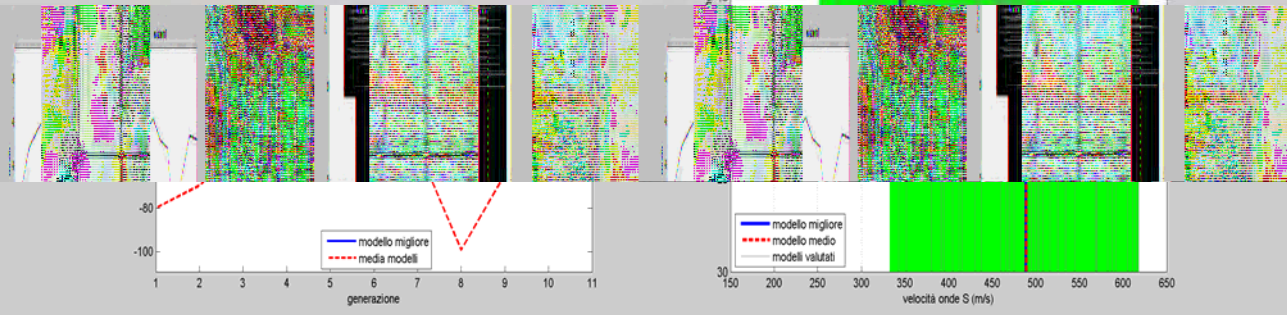 -80
-100
modello migliore
media modelli
1 2 3 4 5 6 7 8 9 10 11
generazione
modello migliore
modello medio
modelli valutati
30
150 200 250 300 350 400 450 500 550 600 650
velocità onde S (m/s)